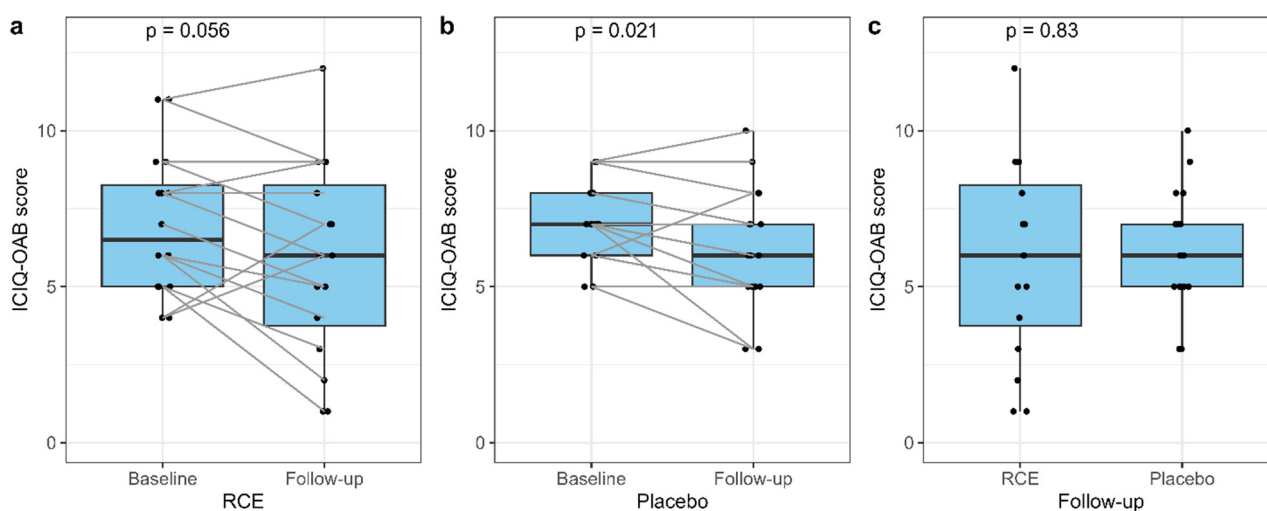 a
p = 0.056
ICIQ-OAB score
10
5
0
Baseline
Follow-up
RCE
b
p = 0.021
ICIQ-OAB score
10
5
0
Baseline
Follow-up
Placebo
c
p = 0.83
ICIQ-OAB score
10
5
0
RCE
Placebo
Follow-up